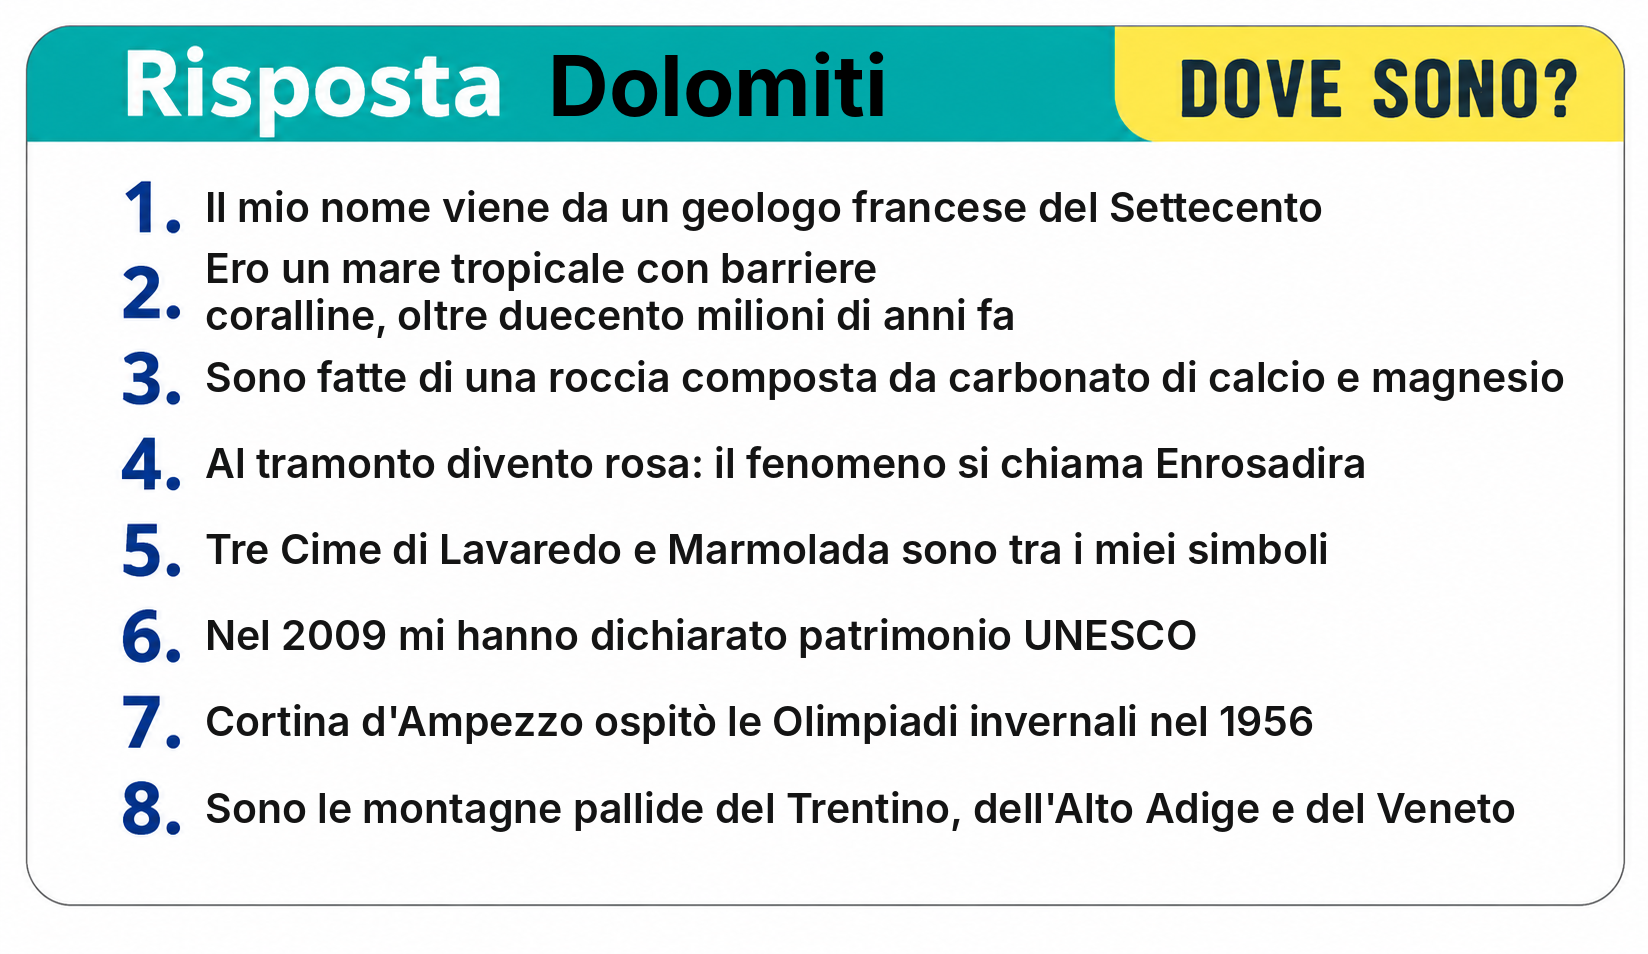 Risposta Dolomiti
DOVE SONO?
1. Il mio nome viene da un geologo francese del Settecento
2. Ero un mare tropicale con barriere
coralline, oltre duecento milioni di anni fa
3. Sono fatte di una roccia composta da carbonato di calcio e magnesio
4. Al tramonto divento rosa: il fenomeno si chiama Enrosadira
5. Tre Cime di Lavaredo e Marmolada sono tra i miei simboli
6. Nel 2009 mi hanno dichiarato patrimonio UNESCO
7. Cortina d'Ampezzo ospitò le Olimpiadi invernali nel 1956
8. Sono le montagne pallide del Trentino, dell'Alto Adige e del Veneto